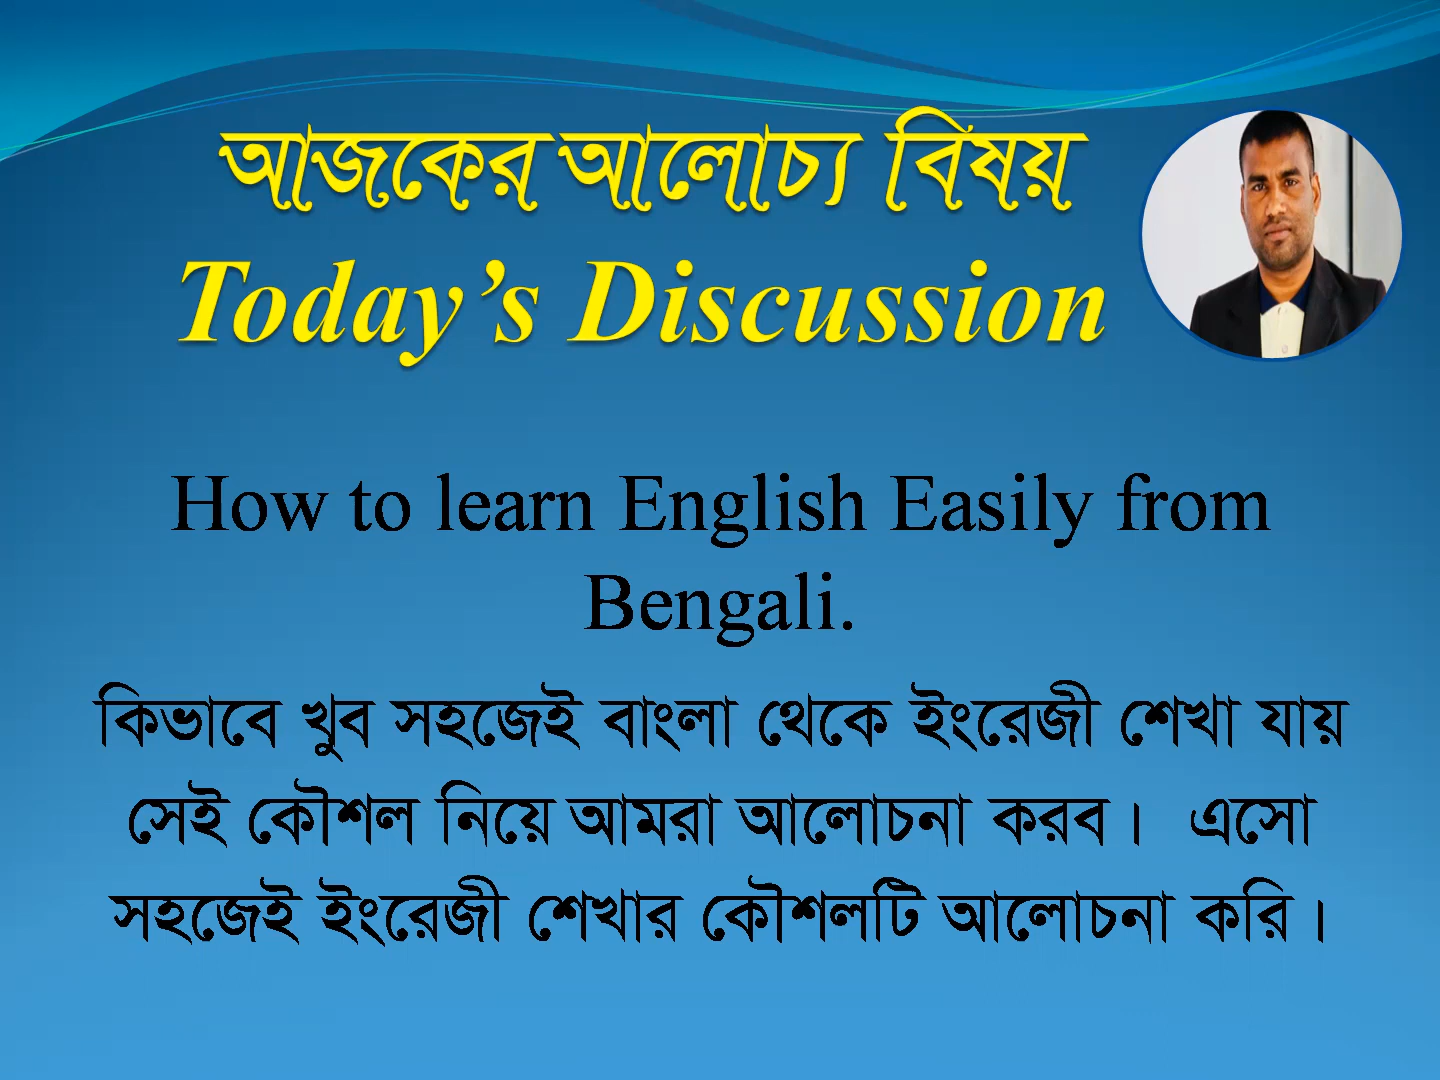 আজকের আলোচ্য বিষয়
Today’s Discussion
How to learn English Easily from
Bengali.
কিভাবে খুব সহজেই বাংলা থেকে ইংরেজী শেখা যায়
সেই কৌশল নিয়ে আমরা আলোচনা করব। এসো
সহজেই ইংরেজী শেখার কৌশলটি আলোচনা করি।